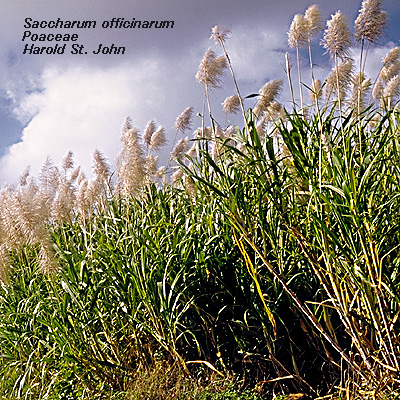 Saccharum officinarum
Poaceae
Harold St. John